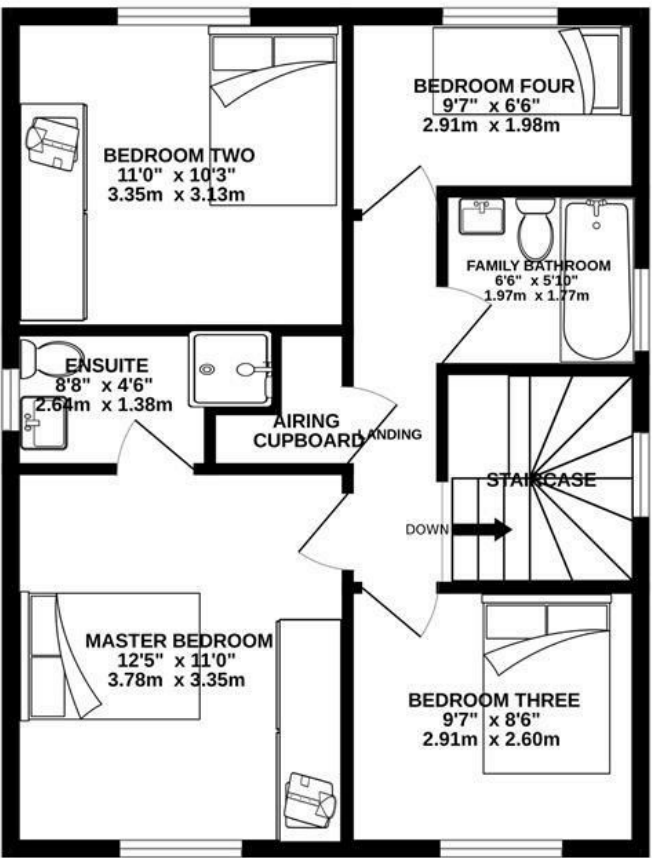 BEDROOM TWO
11'0" x 10'3"
3.35m x 3.13m
BEDROOM FOUR
9'7" x 6'6"
2.91m x 1.98m
FAMILY BATHROOM
6'6" x 5'10"
1.97m x 1.77m
ENSUITE
8'8" x 4'6"
2.64m x 1.38m
AIRING
CUPBOARD
LANDING
STAIRCASE
DOWN
MASTER BEDROOM
12'5" x 11'0"
3.78m x 3.35m
BEDROOM THREE
9'7" x 8'6"
2.91m x 2.60m